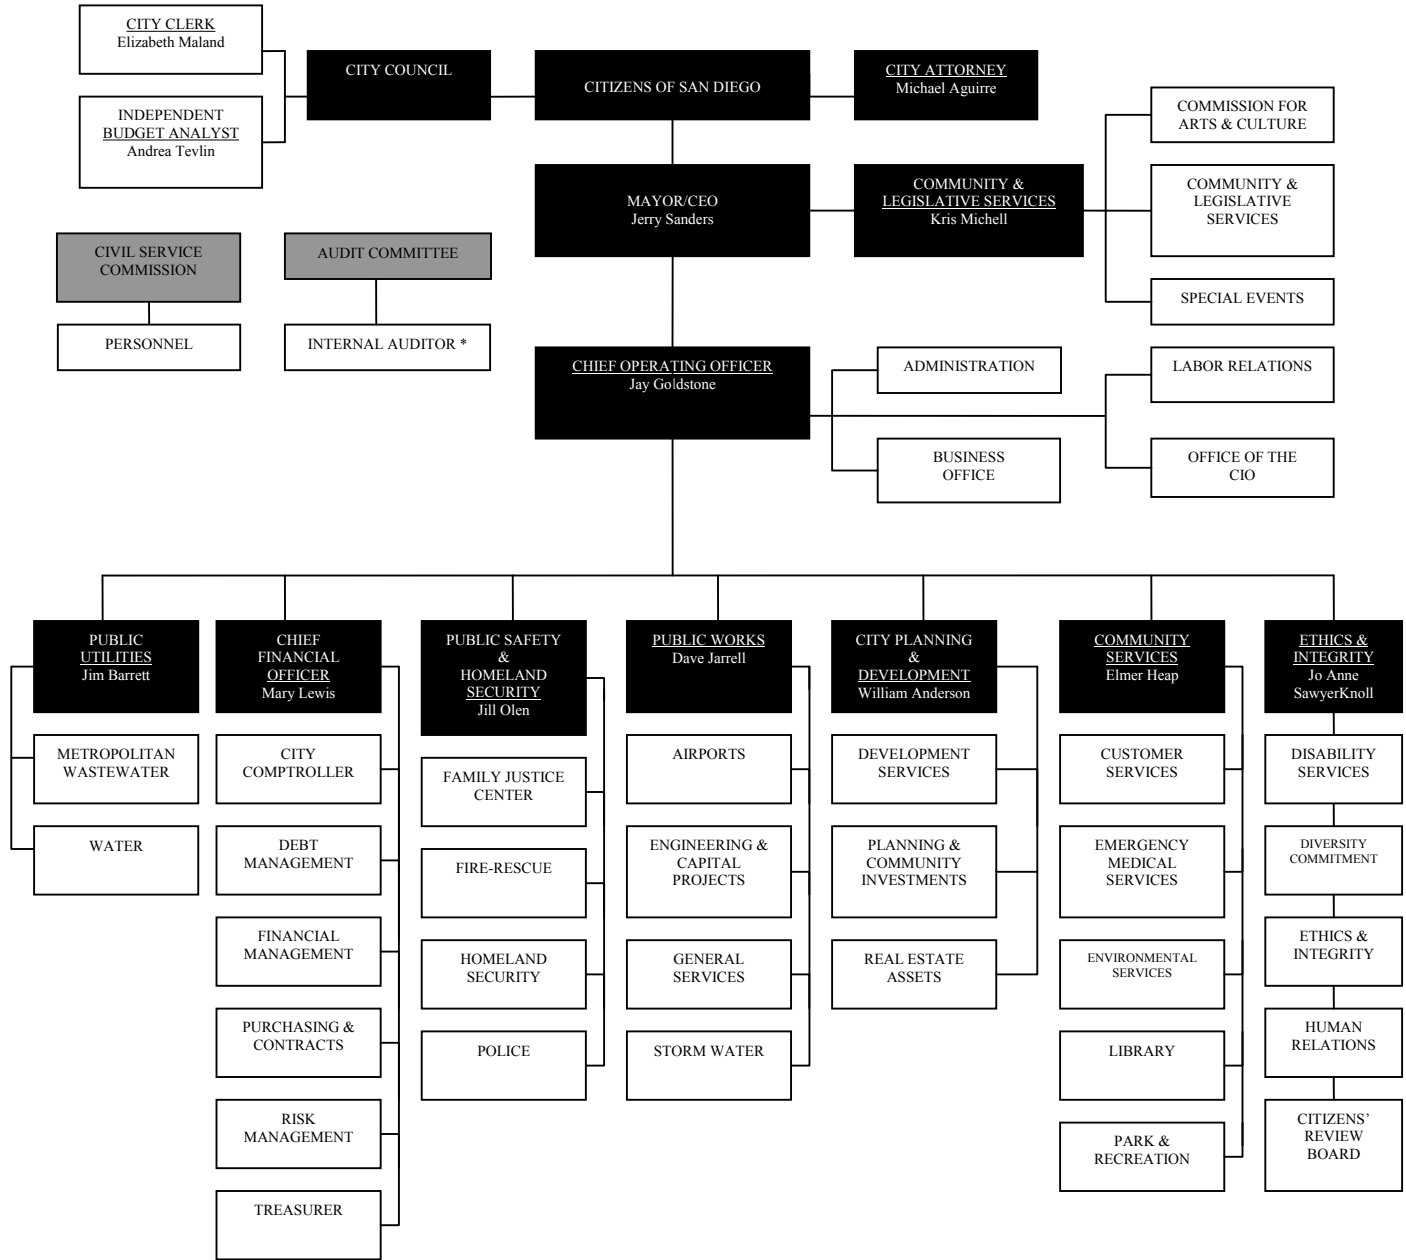 CITY CLERK
Elizabeth Maland
CITY COUNCIL
CITIZENS OF SAN DIEGO
CITY ATTORNEY
Michael Aguirre
INDEPENDENT
BUDGET ANALYST
Andrea Tevlin
COMMISSION FOR
ARTS & CULTURE
MAYOR/CEO
Jerry Sanders
COMMUNITY &
LEGISLATIVE SERVICES
Kris Michell
COMMUNITY &
LEGISLATIVE
SERVICES
SPECIAL EVENTS
CIVIL SERVICE
COMMISSION
AUDIT COMMITTEE
PERSONNEL
INTERNAL AUDITOR *
CHIEF OPERATING OFFICER
Jay Goldstone
ADMINISTRATION
LABOR RELATIONS
BUSINESS
OFFICE
OFFICE OF THE
CIO
PUBLIC
UTILITIES
Jim Barrett
CHIEF
FINANCIAL
OFFICER
Mary Lewis
PUBLIC SAFETY
&
HOMELAND
SECURITY
Jill Olen
PUBLIC WORKS
Dave Jarrell
CITY PLANNING
&
DEVELOPMENT
William Anderson
COMMUNITY
SERVICES
Elmer Heap
ETHICS &
INTEGRITY
Jo Anne
SawyerKnoll
METROPOLITAN
WASTEWATER
WATER
CITY
COMPTROLLER
DEBT
MANAGEMENT
FINANCIAL
MANAGEMENT
PURCHASING &
CONTRACTS
RISK
MANAGEMENT
TREASURER
FAMILY JUSTICE
CENTER
FIRE-RESCUE
HOMELAND
SECURITY
POLICE
AIRPORTS
ENGINEERING &
CAPITAL
PROJECTS
GENERAL
SERVICES
STORM WATER
DEVELOPMENT
SERVICES
PLANNING &
COMMUNITY
INVESTMENTS
REAL ESTATE
ASSETS
CUSTOMER
SERVICES
EMERGENCY
MEDICAL
SERVICES
ENVIRONMENTAL
SERVICES
LIBRARY
PARK &
RECREATION
DISABILITY
SERVICES
DIVERSITY
COMMITMENT
ETHICS &
INTEGRITY
HUMAN
RELATIONS
CITIZENS’
REVIEW
BOARD